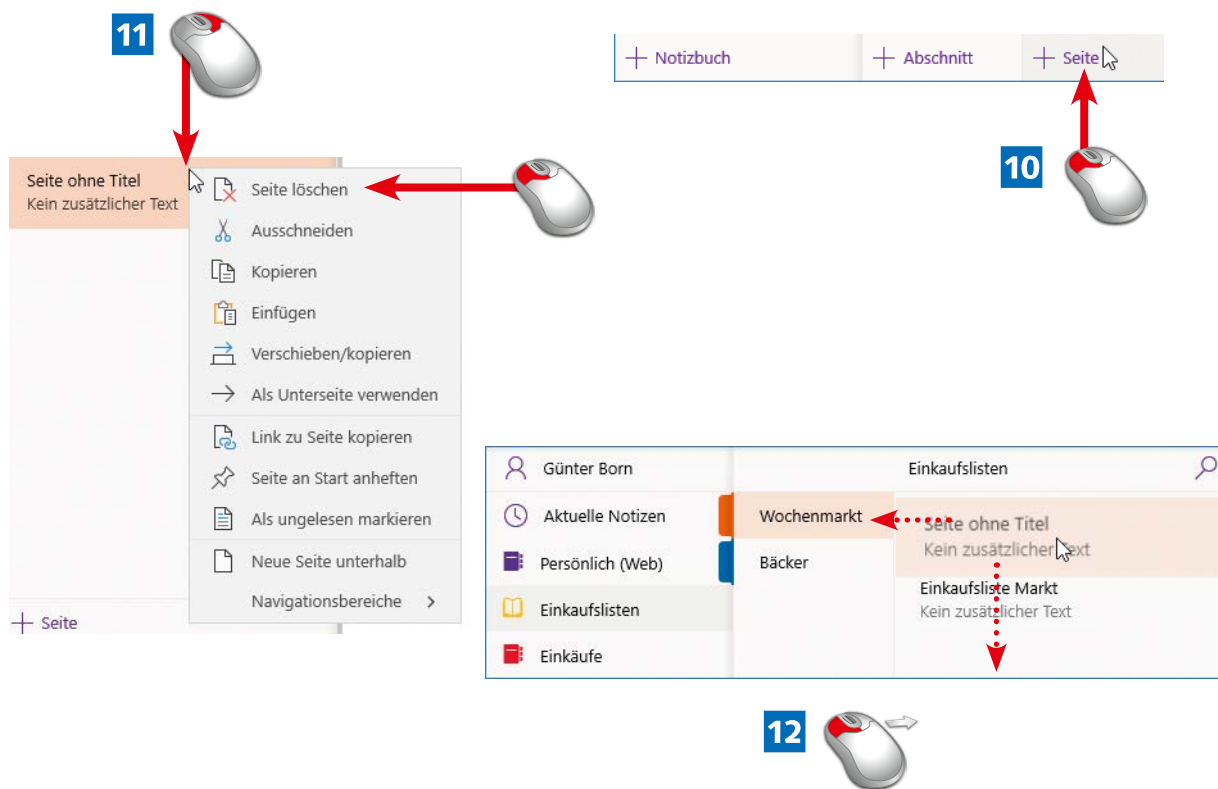 11
+ Notizbuch
+ Abschnitt
+ Seite
10
Seite ohne Titel
Kein zusätzlicher Text
Seite löschen
Ausschneiden
Kopieren
Einfügen
Verschieben/kopieren
Als Unterseite verwenden
Link zu Seite kopieren
Seite an Start anheften
Als ungelesen markieren
Neue Seite unterhalb
Navigationsbereiche >
+ Seite
Günter Born
Einkaufslisten
Aktuelle Notizen
Persönlich (Web)
Einkaufslisten
Einkäufe
Wochenmarkt
Bäcker
Seite ohne Titel
Kein zusätzlicher Text
Einkaufsliste Markt
Kein zusätzlicher Text
12